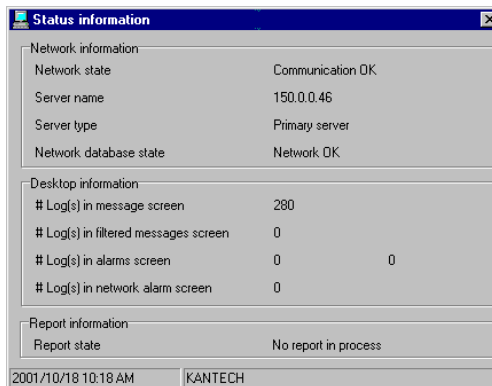 Status information
Network information
Network state Communication OK
Server name 150.0.0.46
Server type Primary server
Network database state Network OK
Desktop information
# Log(s) in message screen 280
# Log(s) in filtered messages screen 0
# Log(s) in alarms screen 0 0
# Log(s) in network alarm screen 0
Report information
Report state No report in process
2001/10/18 10:18 AM KANTECH